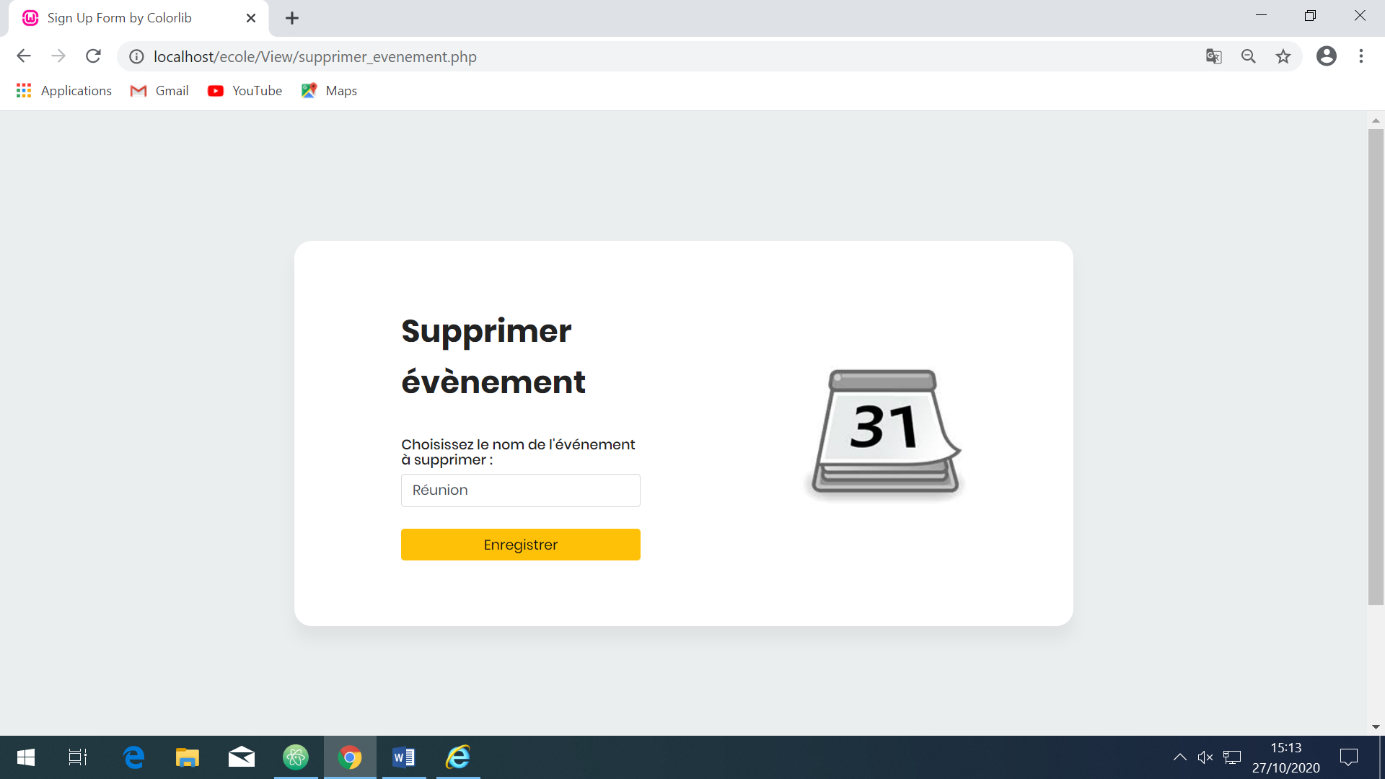 Sign Up Form by Colorlib
localhost/ecole/View/supprimer_evenement.php
Applications Gmail YouTube Maps
Supprimer
évènement
Choisissez le nom de l'événement
à supprimer :
Réunion
Enregistrer
31
15:13
27/10/2020